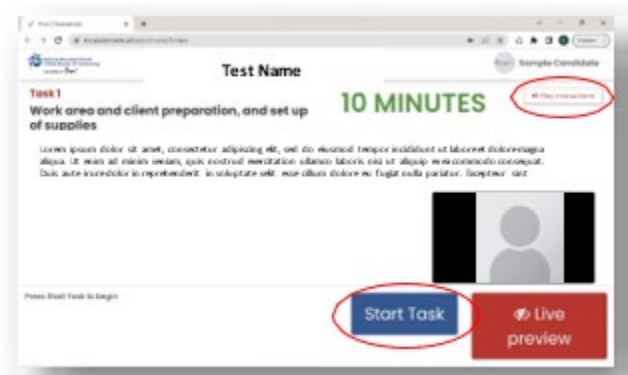 Test Name
Sample Candidate
Task 1
Work area and client preparation, and set up
of supplies
10 MINUTES
Play Instructions
Lorem ipsum dolor sit amet, consectetur adipiscing elit, sed do eiusmod tempor incididunt ut labore et dolore magna
aliqua. Ut enim ad minim veniam, quis nostrud exercitation ullamco laboris nisi ut aliquip ex ea commodo consequat.
Duis aute irure dolor in reprehenderit in voluptate velit esse cillum dolore eu fugiat nulla pariatur. Excepteur sint
Press Start Task to begin
Start Task
Live
preview